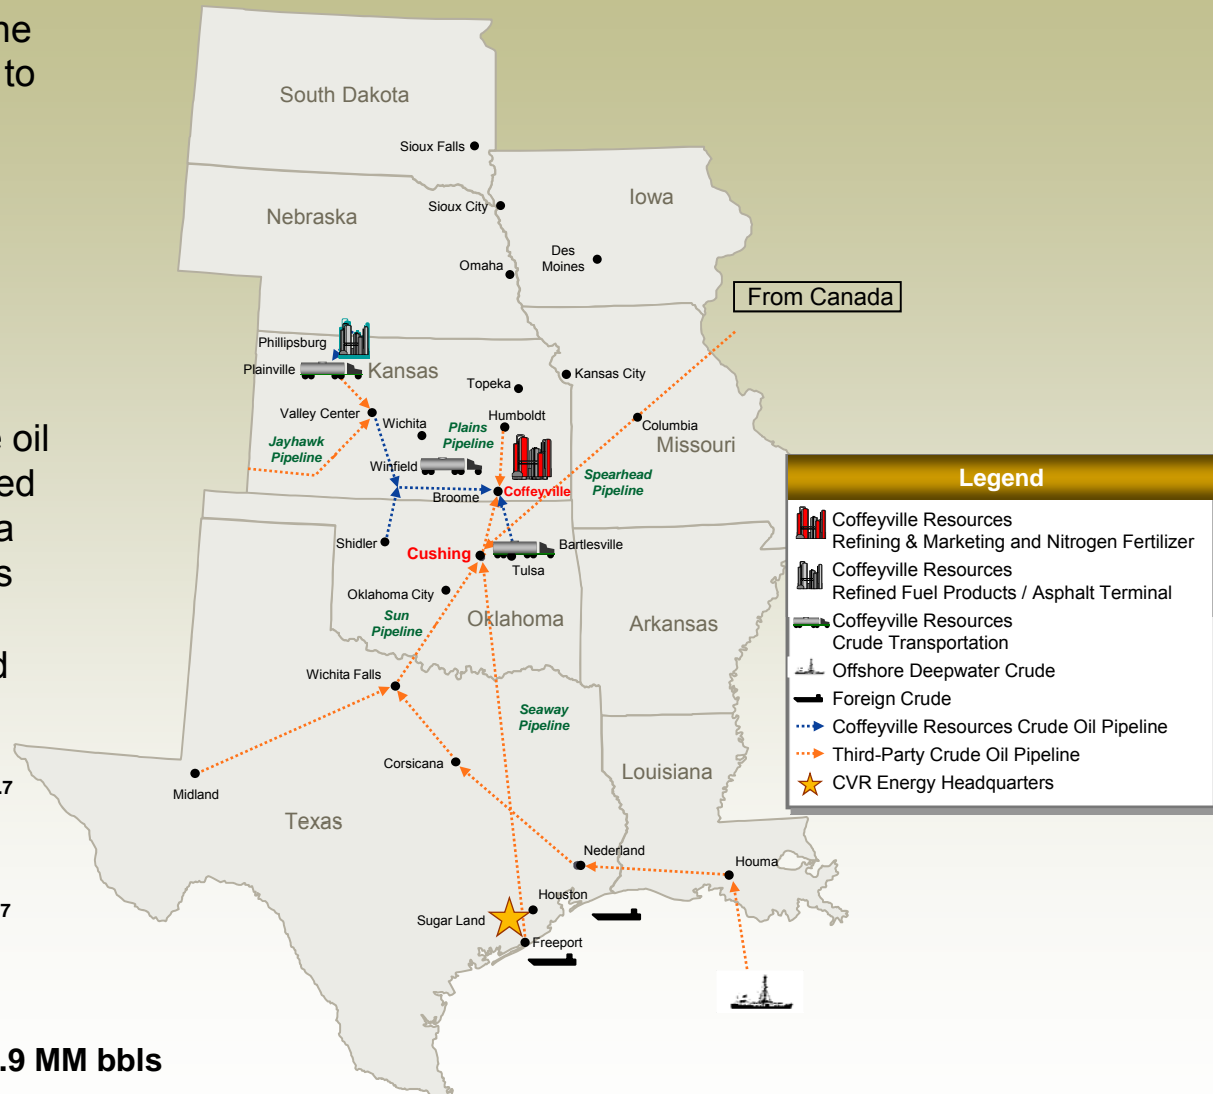 ne
to
South Dakota
Sioux Falls
Iowa
Sioux City
Nebraska
Des
Moines
Omaha
From Canada
Phillipsburg
Plainville
Kansas
Kansas City
Topeka
Valley Center
Humboldt
Wichita
Columbia
Plains
Pipeline
Jayhawk
Pipeline
Missouri
e oil
ed
a
s
d
Winfield
Spearhead
Pipeline
Broome
Coffeyville
Shidler
Cushing
Bartlesville
Tulsa
Oklahoma City
Sun
Pipeline
Oklahoma
Arkansas
Wichita Falls
Seaway
Pipeline
Corsicana
Louisiana
.7
Midland
Texas
Nederland
Houma
Houston
Sugar Land
7
Freeport
.9 MM bbls
Legend
Coffeyville Resources
Refining & Marketing and Nitrogen Fertilizer
Coffeyville Resources
Refined Fuel Products / Asphalt Terminal
Coffeyville Resources
Crude Transportation
Offshore Deepwater Crude
Foreign Crude
Coffeyville Resources Crude Oil Pipeline
Third-Party Crude Oil Pipeline
CVR Energy Headquarters